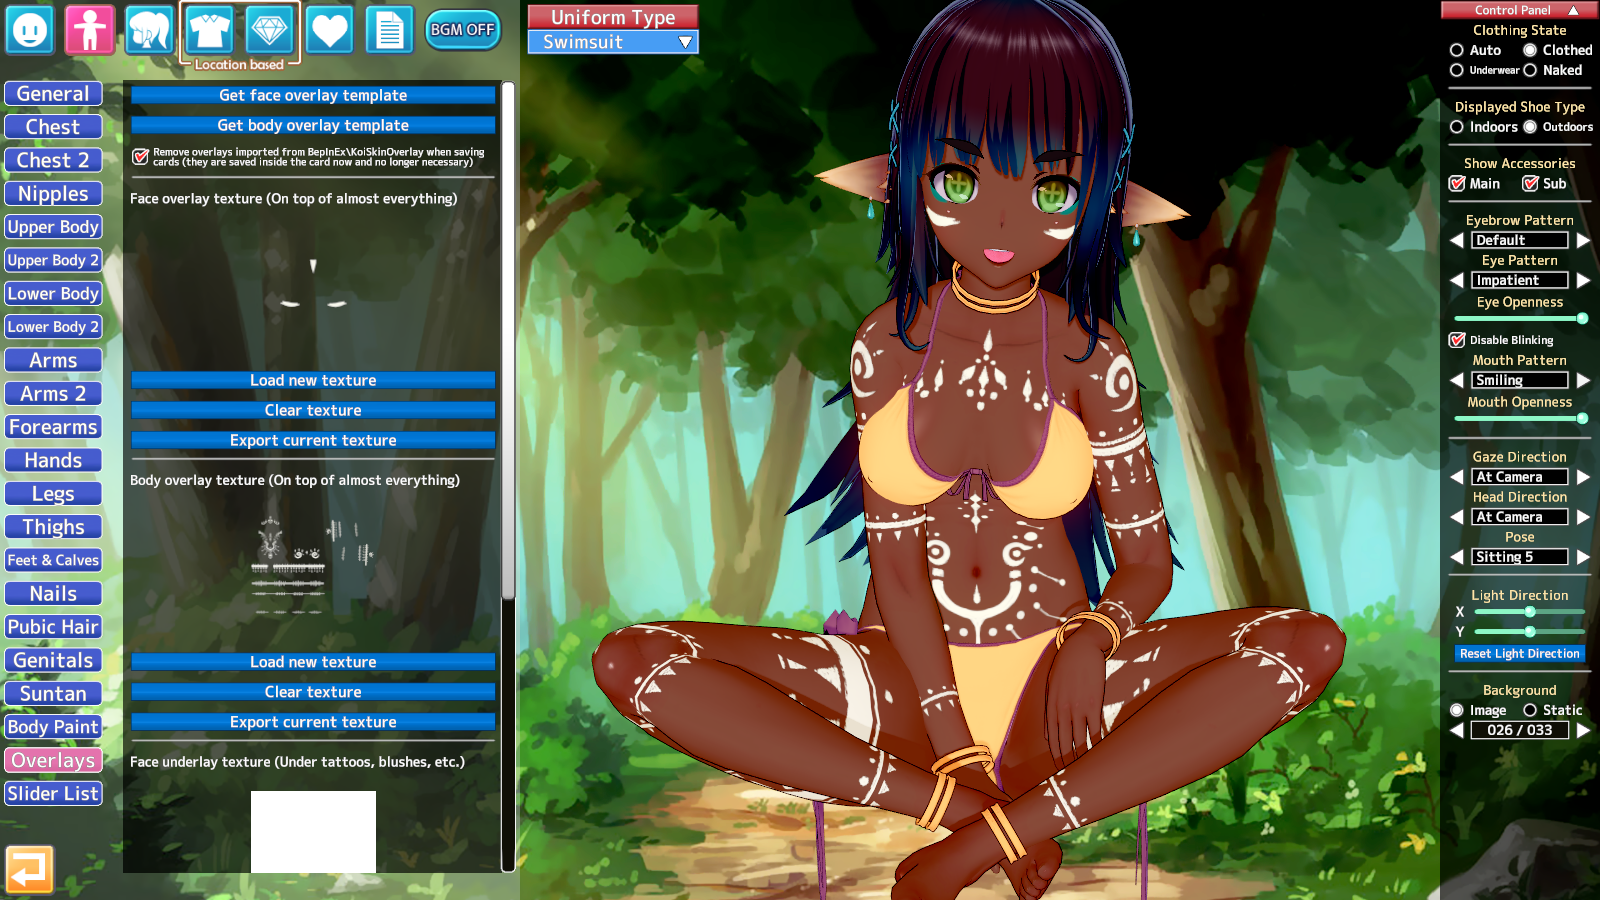 Location based
BGM OFF
General
Chest
Chest 2
Nipples
Upper Body
Upper Body 2
Lower Body
Lower Body 2
Arms
Arms 2
Forearms
Hands
Legs
Thighs
Feet & Calves
Nails
Pubic Hair
Genitals
Suntan
Body Paint
Overlays
Slider List
Get face overlay template
Get body overlay template
Remove overlays imported from BepInEx\KoiSkinOverlay when saving
cards (they are saved inside the card now and no longer necessary)
Face overlay texture (On top of almost everything)
Load new texture
Clear texture
Export current texture
Body overlay texture (On top of almost everything)
Load new texture
Clear texture
Export current texture
Face underlay texture (Under tattoos, blushes, etc.)
Uniform Type
Swimsuit
Control Panel
Clothing State
Auto Clothed
Underwear Naked
Displayed Shoe Type
Indoors Outdoors
Show Accessories
Main Sub
Eyebrow Pattern
Default
Eye Pattern
Impatient
Eye Openness
Disable Blinking
Mouth Pattern
Smiling
Mouth Openness
Gaze Direction
At Camera
Head Direction
At Camera
Pose
Sitting 5
Light Direction
X
Y
Reset Light Direction
Background
Image Static
026 / 033